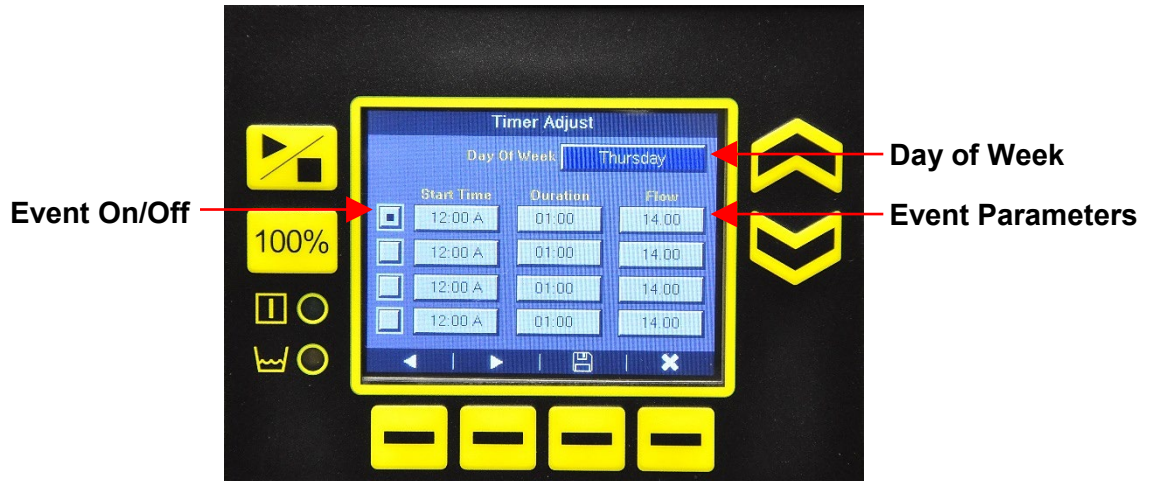 Timer Adjust
Day Of Week Thursday
Day of Week
Start Time Duration Flow
Event On/Off
12:00 A 01:00 14.00
Event Parameters
100%
12:00 A 01:00 14.00
12:00 A 01:00 14.00
12:00 A 01:00 14.00